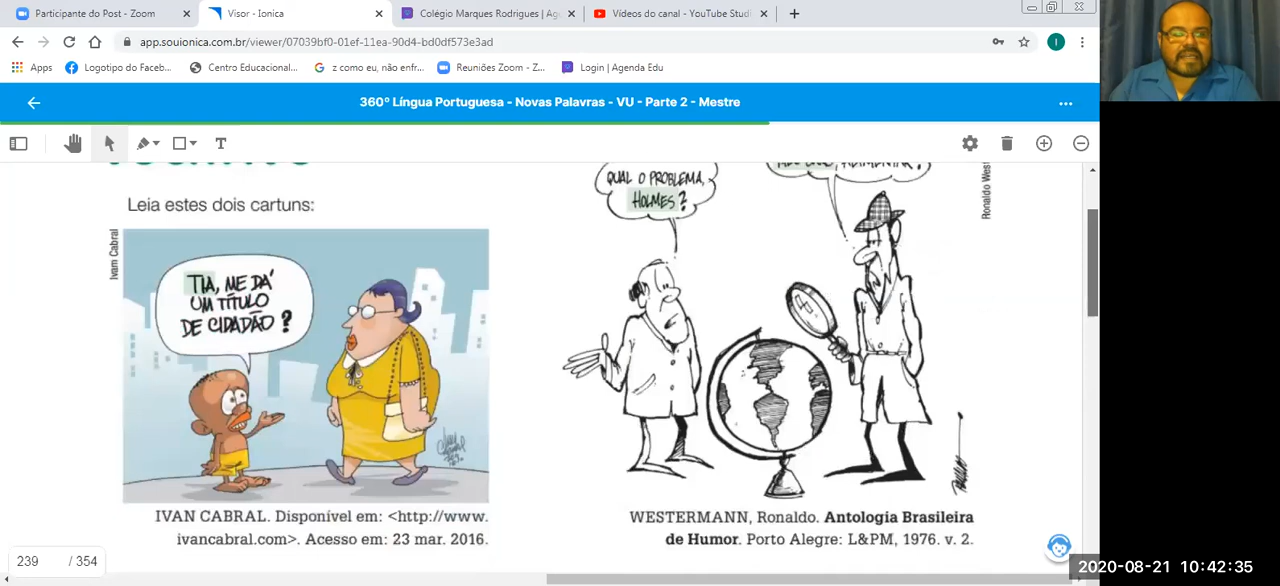 Participante do Post - Zoom
Visor - Ionica
Colégio Marques Rodrigues | Ag
Vídeos do canal - YouTube Stud
app.souionica.com.br/viewer/07039bf0-01ef-11ea-90d4-bd0df573e3ad
Apps
Logotipo do Faceb...
Centro Educacional...
z como eu, não enfr...
Reuniões Zoom - Z...
Login | Agenda Edu
360° Língua Portuguesa - Novas Palavras - VU - Parte 2 - Mestre
T
Leia estes dois cartuns:
Ivam Cabral
TIA, ME DÁ
UM TÍTULO
DE CIDADÃO?
IVAN CABRAL. Disponível em: <http://www.
ivancabral.com>. Acesso em: 23 mar. 2016.
QUAL O PROBLEMA,
HOLMES?
ELEMENTAR!
Ronaldo Wes
WESTERMANN, Ronaldo. Antologia Brasileira
de Humor. Porto Alegre: L&PM, 1976. v. 2.
239 / 354
2020-08-21 10:42:35